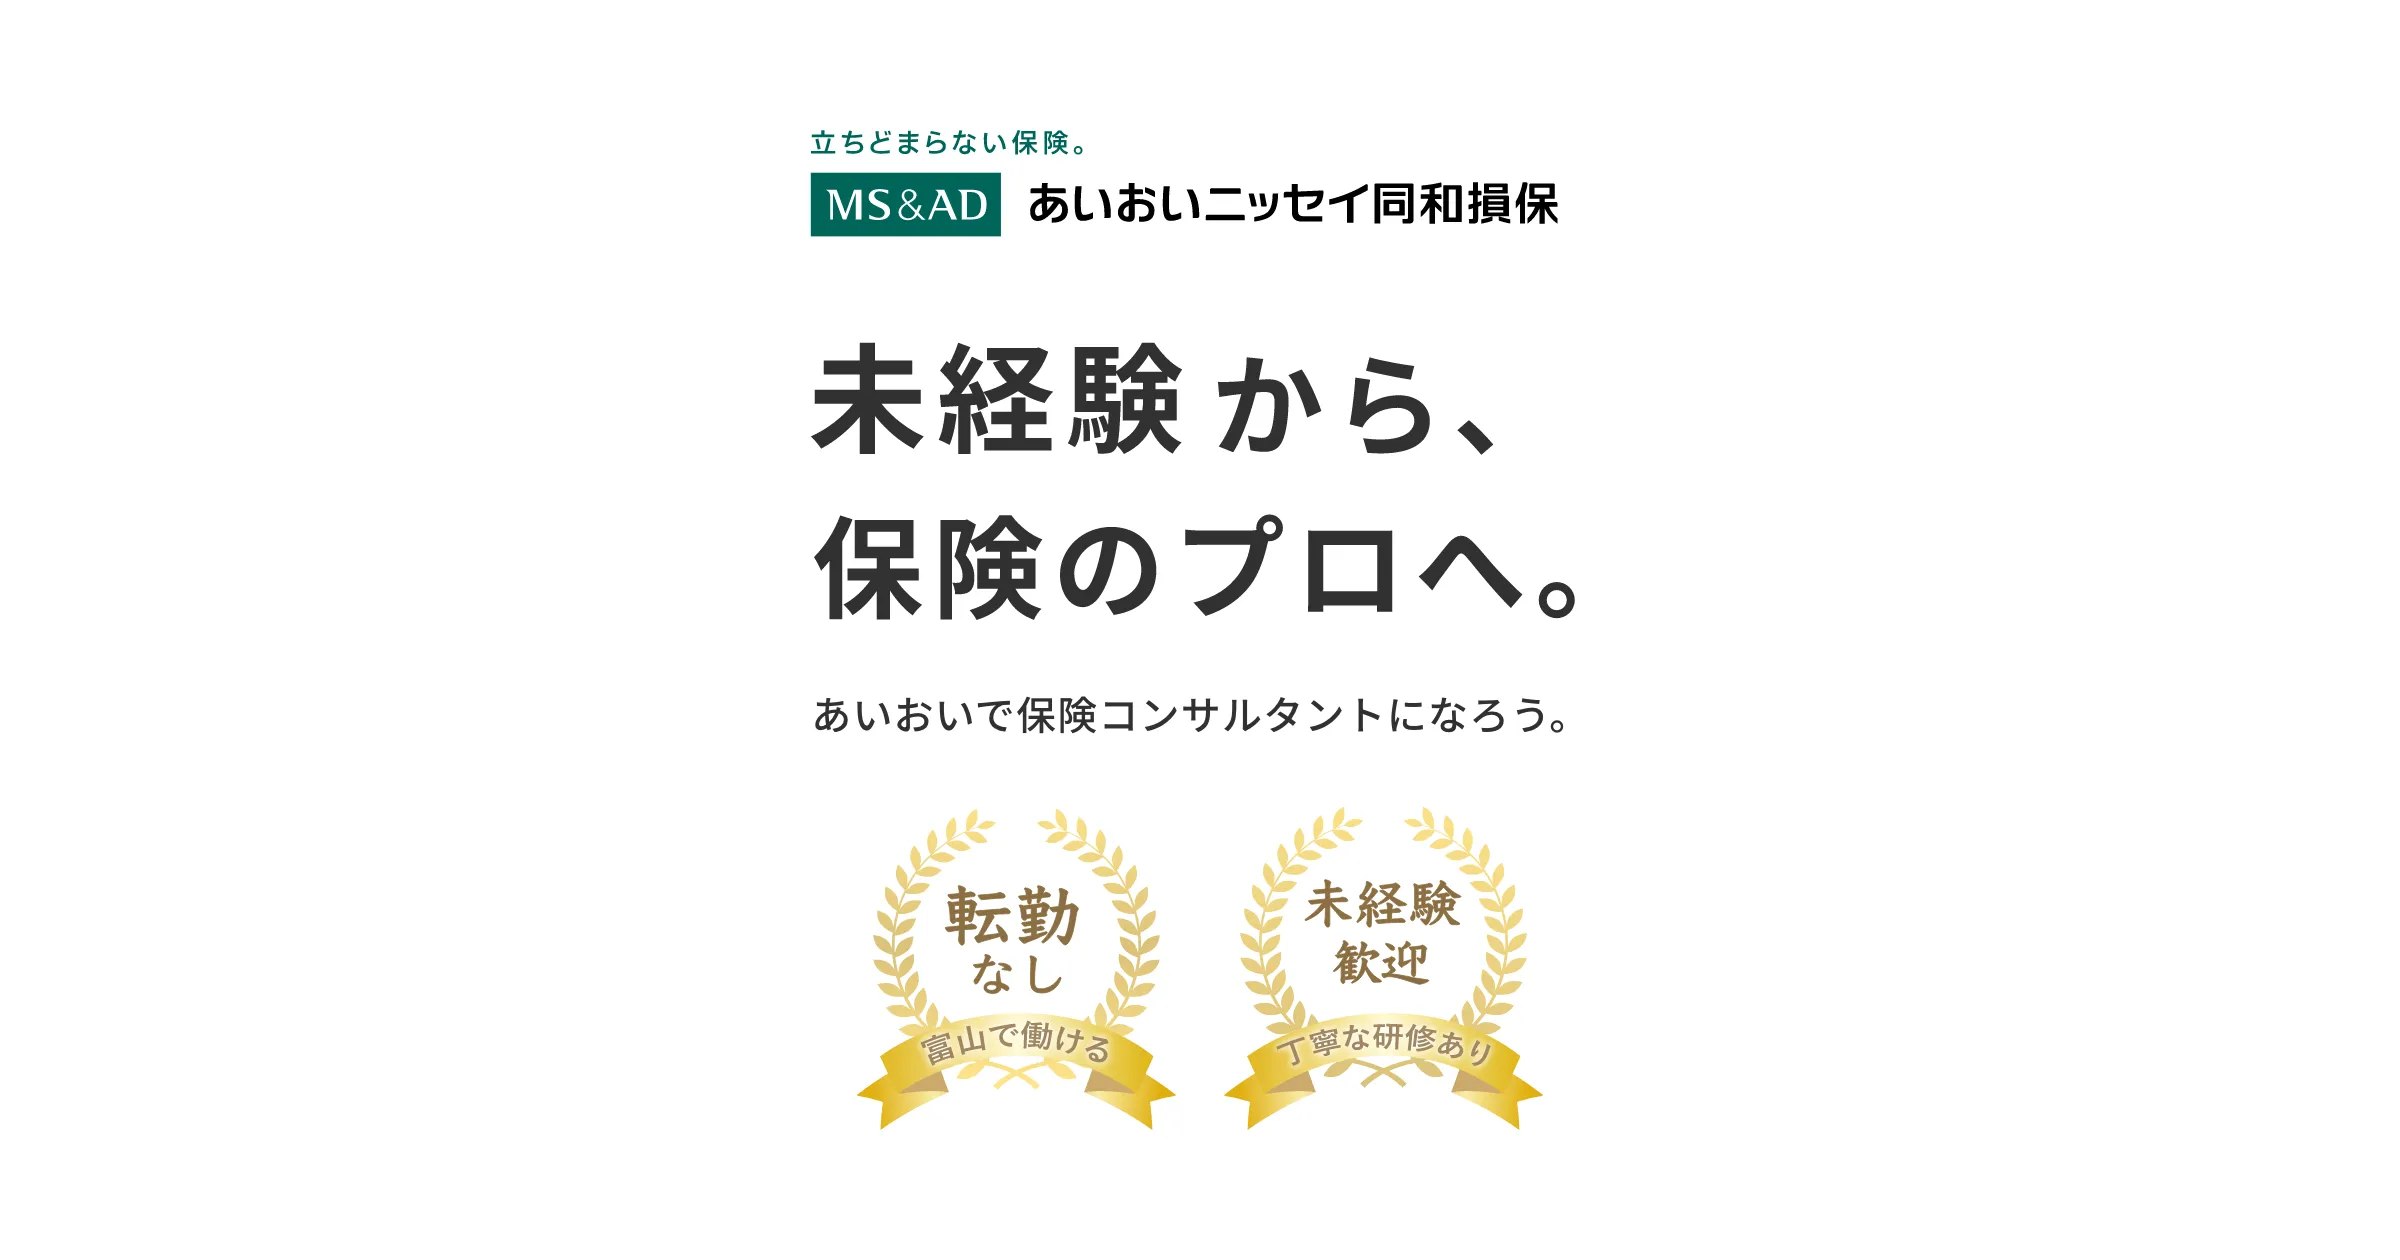 立ちどまらない保険。
MS&AD あいおいニッセイ同和損保
未経験から、
保険のプロへ。
あいおいで保険コンサルタントになろう。
転勤
なし
富山で働ける
未経験
歓迎
丁寧な研修あり